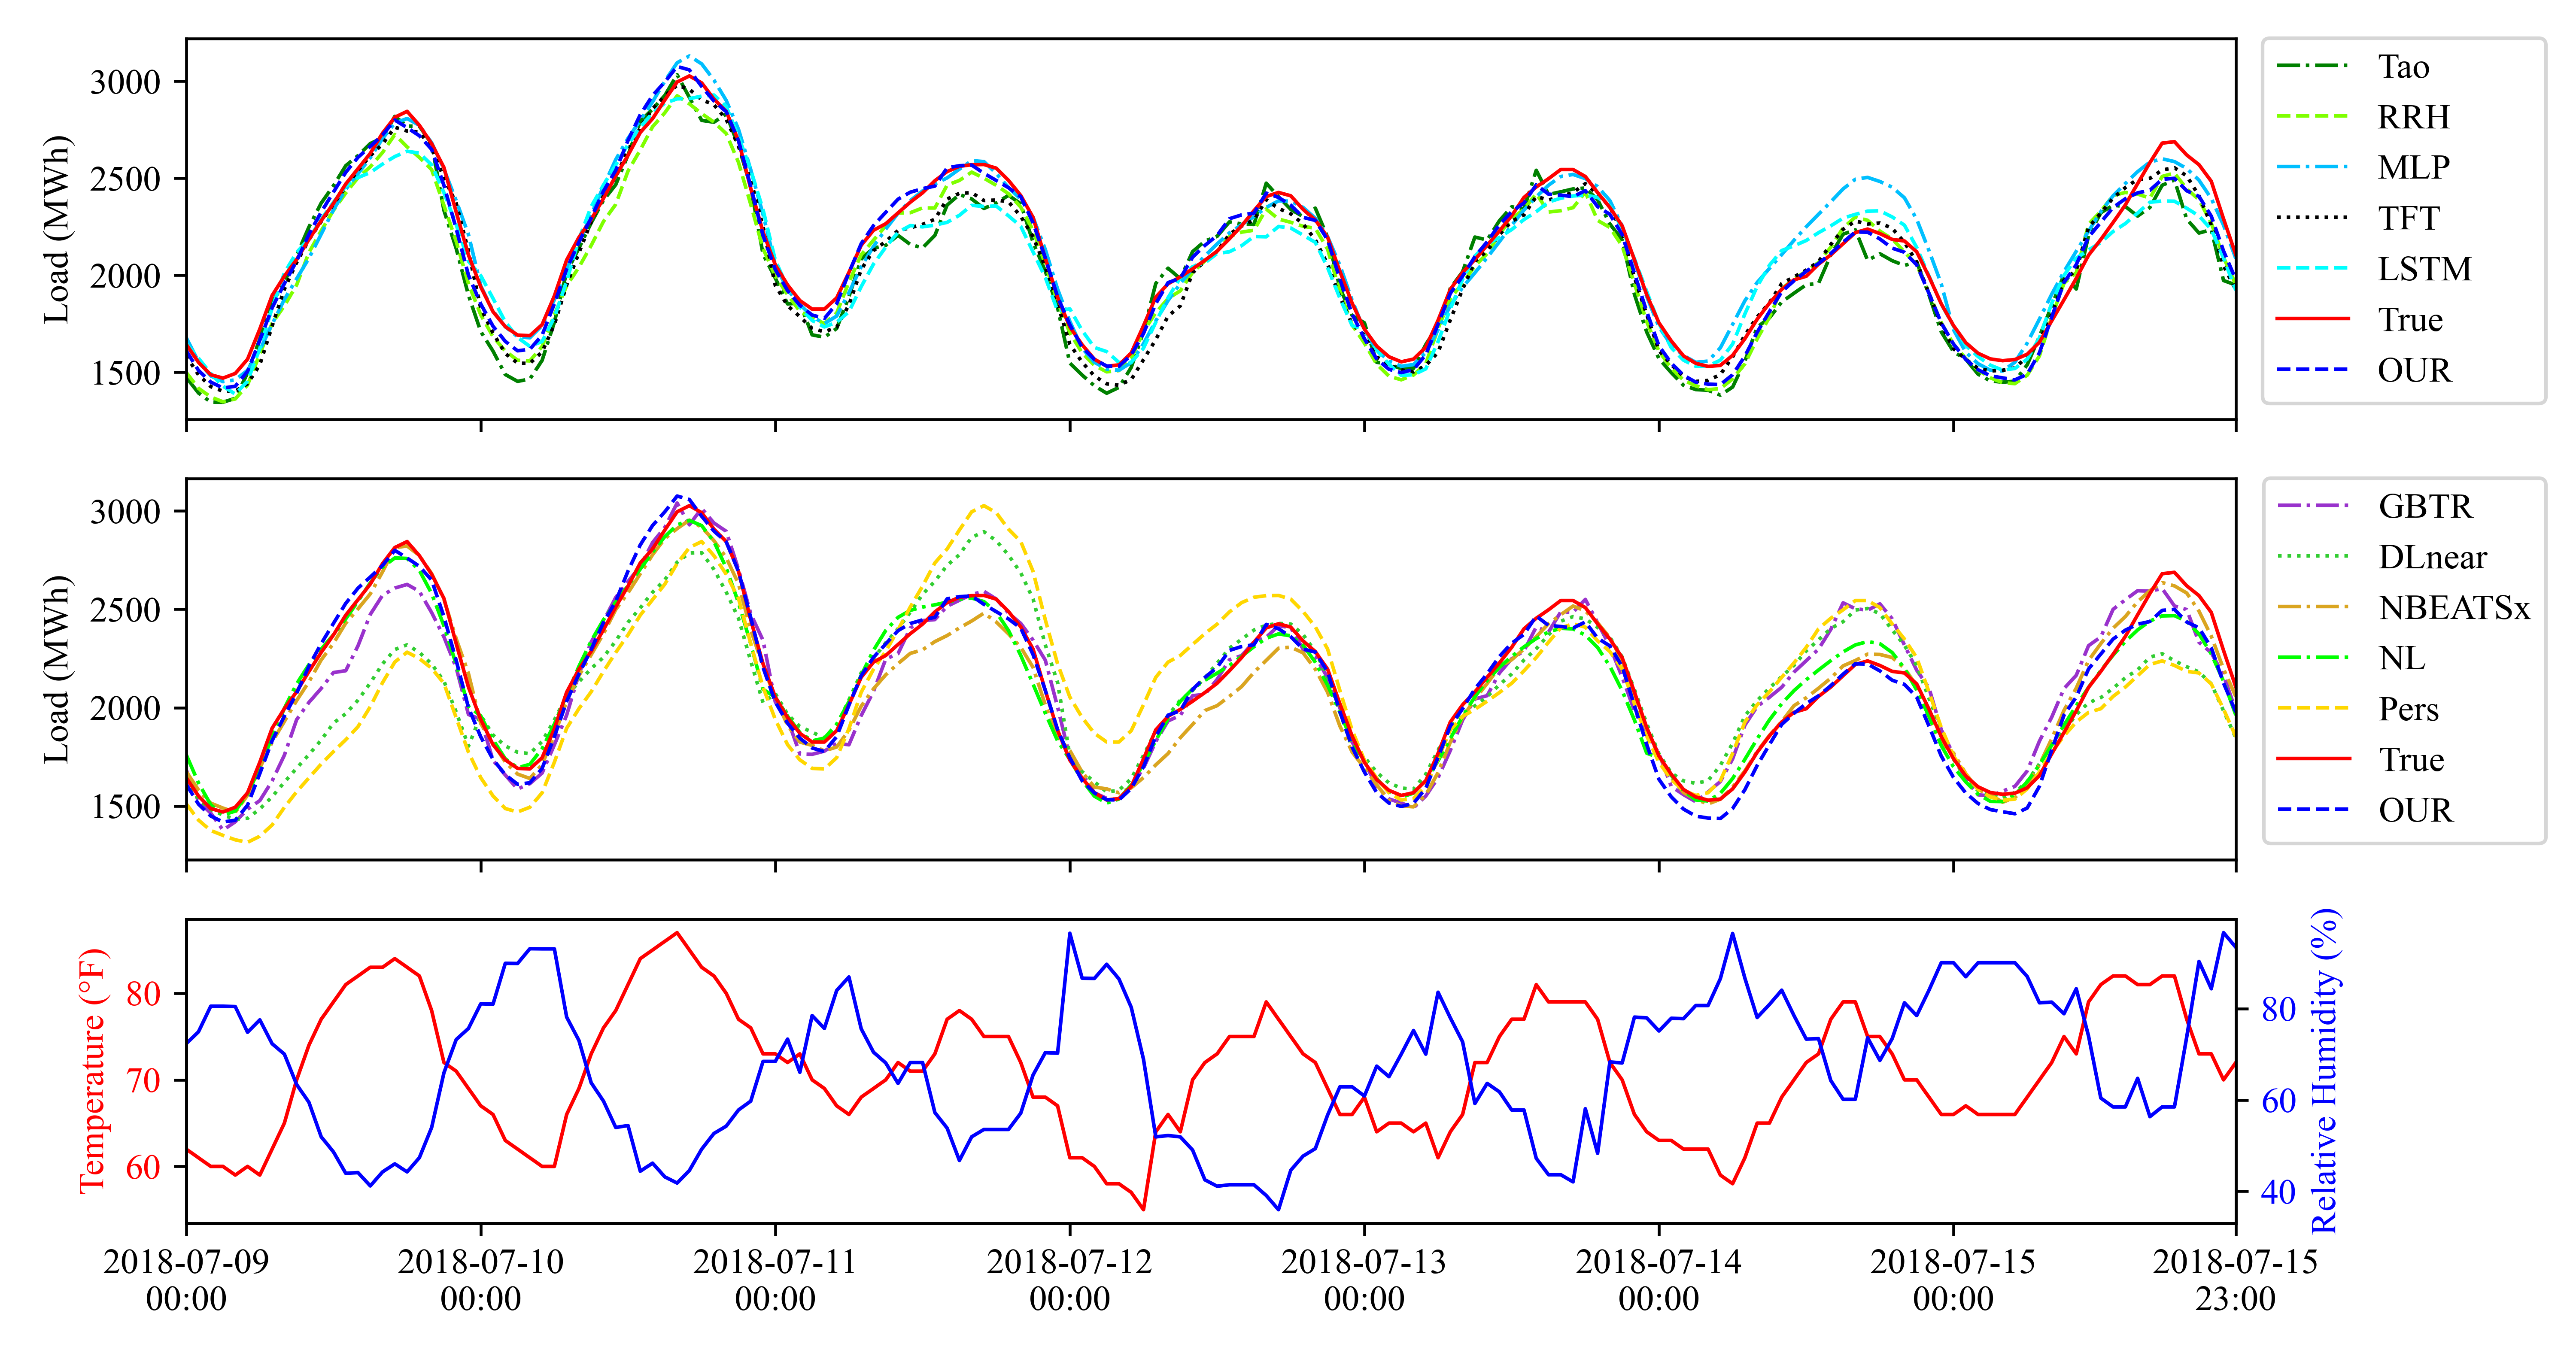 Load (MWh)
3000
2500
2000
1500
Tao
RRH
MLP
TFT
LSTM
True
OUR
Load (MWh)
3000
2500
2000
1500
GBTR
DLnear
NBEATSx
NL
Pers
True
OUR
Temperature (°F)
80
70
60
80
60
40
Relative Humidity (%)
2018-07-09
00:00
2018-07-10
00:00
2018-07-11
00:00
2018-07-12
00:00
2018-07-13
00:00
2018-07-14
00:00
2018-07-15
00:00
2018-07-15
23:00